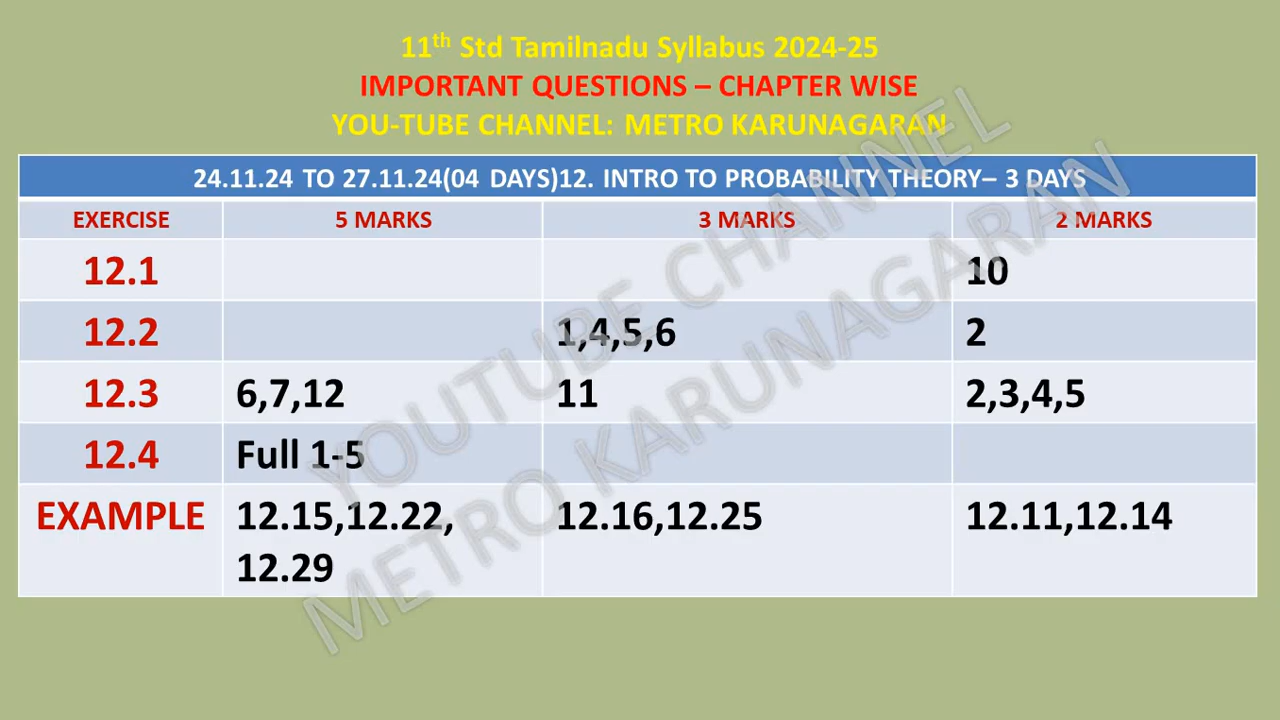 11th Std Tamilnadu Syllabus 2024-25
IMPORTANT QUESTIONS – CHAPTER WISE
YOU-TUBE CHANNEL: METRO KARUNAGARAN
24.11.24 TO 27.11.24(04 DAYS)12. INTRO TO PROBABILITY THEORY– 3 DAYS
EXERCISE 5 MARKS 3 MARKS 2 MARKS
12.1 10
12.2 1,4,5,6 2
12.3 6,7,12 11 2,3,4,5
12.4 Full 1-5
EXAMPLE 12.15,12.22, 12.16,12.25 12.11,12.14
12.29
YOUTUBE CHANNEL
METRO KARUNAGARAN